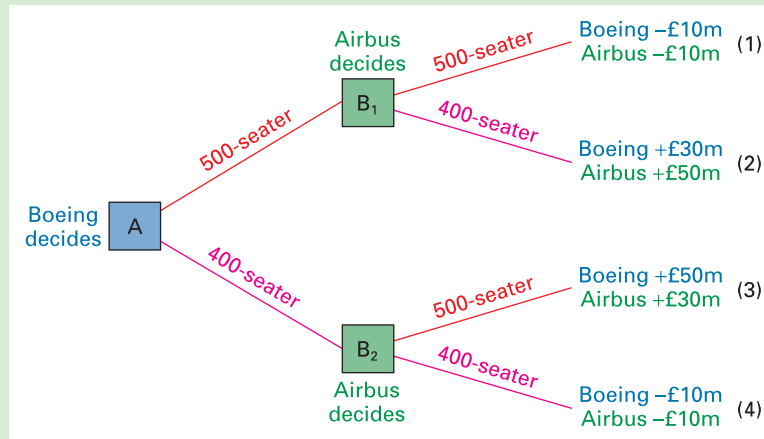 Boeing
decides
A
500-seater
400-seater
Airbus
decides
B₁
500-seater
400-seater
Boeing –£10m
Airbus –£10m
(1)
Boeing +£30m
Airbus +£50m
(2)
B₂
Airbus
decides
500-seater
400-seater
Boeing +£50m
Airbus +£30m
(3)
Boeing –£10m
Airbus –£10m
(4)